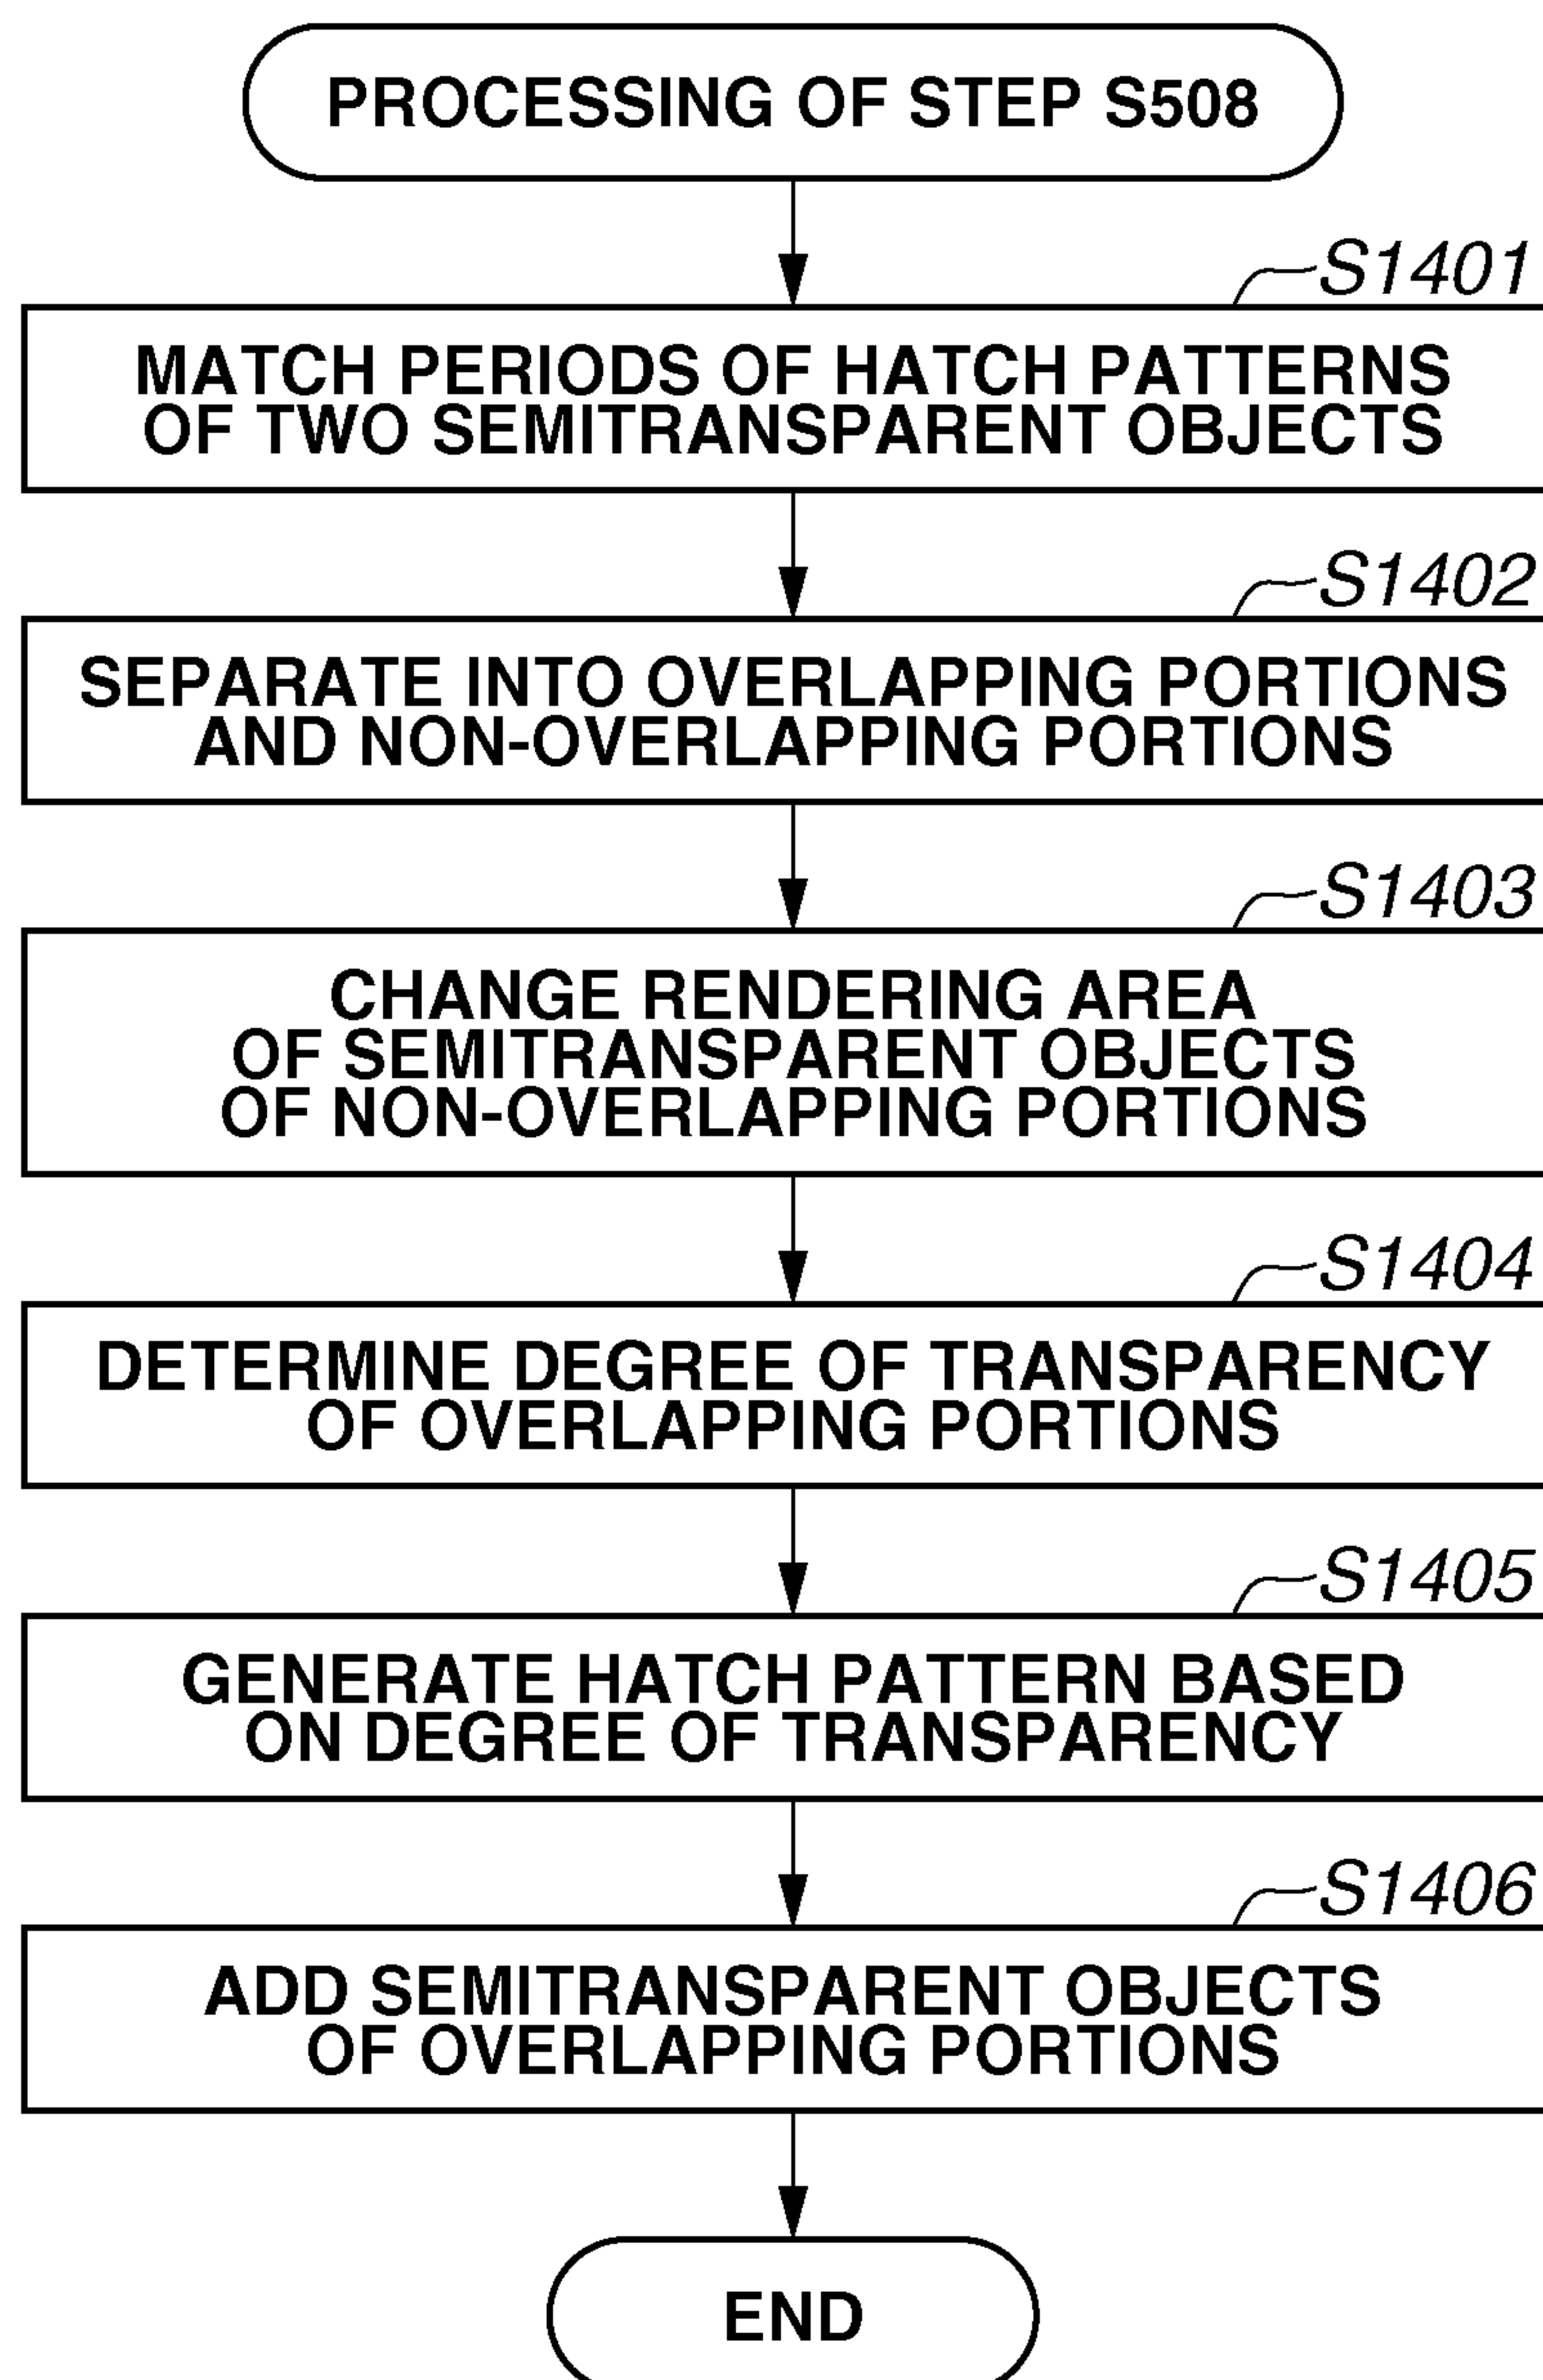 PROCESSING OF STEP S508
S1401
MATCH PERIODS OF HATCH PATTERNS
OF TWO SEMITRANSPARENT OBJECTS
S1402
SEPARATE INTO OVERLAPPING PORTIONS
AND NON-OVERLAPPING PORTIONS
S1403
CHANGE RENDERING AREA
OF SEMITRANSPARENT OBJECTS
OF NON-OVERLAPPING PORTIONS
S1404
DETERMINE DEGREE OF TRANSPARENCY
OF OVERLAPPING PORTIONS
S1405
GENERATE HATCH PATTERN BASED
ON DEGREE OF TRANSPARENCY
S1406
ADD SEMITRANSPARENT OBJECTS
OF OVERLAPPING PORTIONS
END